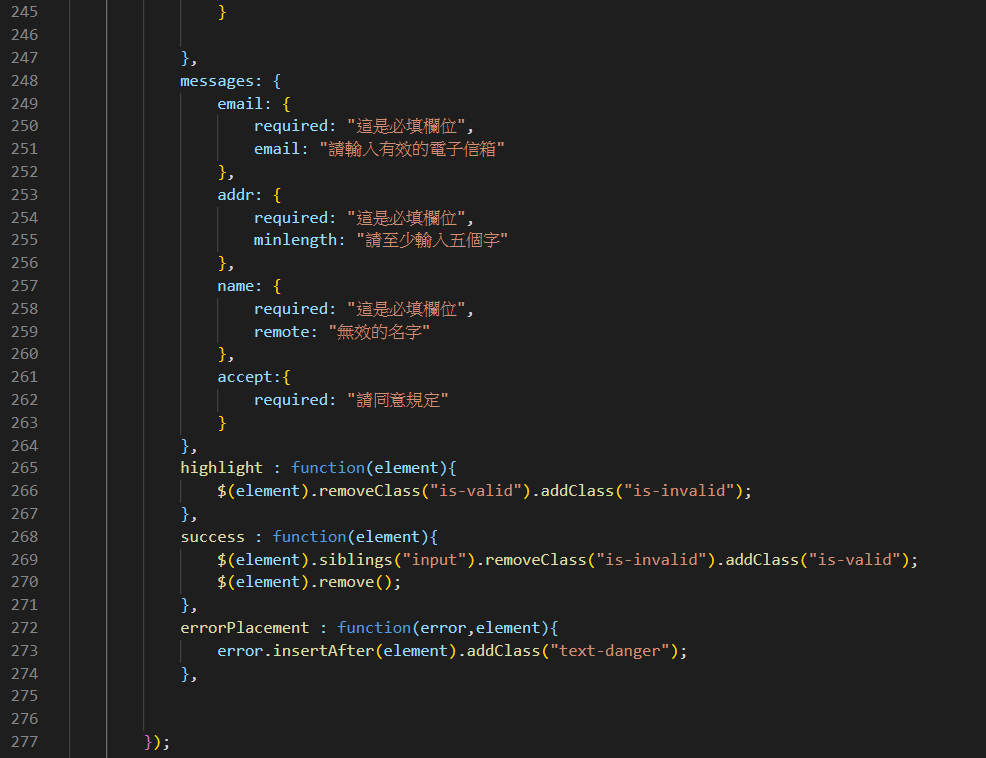 245                     }
246
247                 },
248                 messages: {
249                     email: {
250                         required: "這是必填欄位",
251                         email: "請輸入有效的電子信箱"
252                     },
253                     addr: {
254                         required: "這是必填欄位",
255                         minlength: "請至少輸入五個字"
256                     },
257                     name: {
258                         required: "這是必填欄位",
259                         remote: "無效的名字"
260                     },
261                     accept:{
262                         required: "請同意規定"
263                     }
264                 },
265                 highlight : function(element){
266                     $(element).removeClass("is-valid").addClass("is-invalid");
267                 },
268                 success : function(element){
269                     $(element).siblings("input").removeClass("is-invalid").addClass("is-valid");
270                     $(element).remove();
271                 },
272                 errorPlacement : function(error,element){
273                     error.insertAfter(element).addClass("text-danger");
274                 },
275
276
277             });